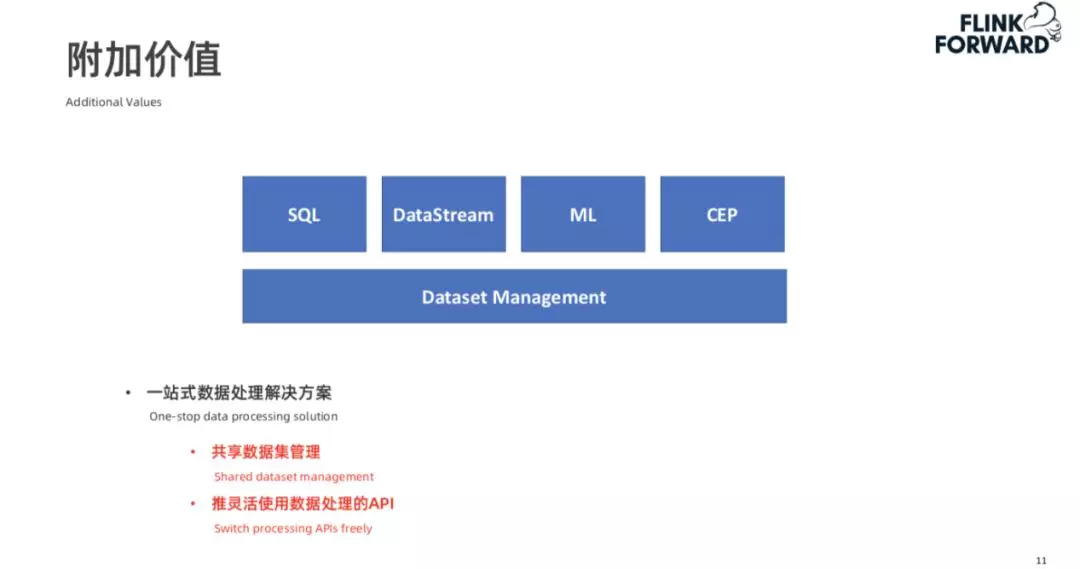 FLINK
FORWARD
附加价值
Additional Values
SQL
DataStream
ML
CEP
Dataset Management
• 一站式数据处理解决方案
One-stop data processing solution
• 共享数据集管理
Shared dataset management
• 推灵活使用数据处理的API
Switch processing APIs freely
11